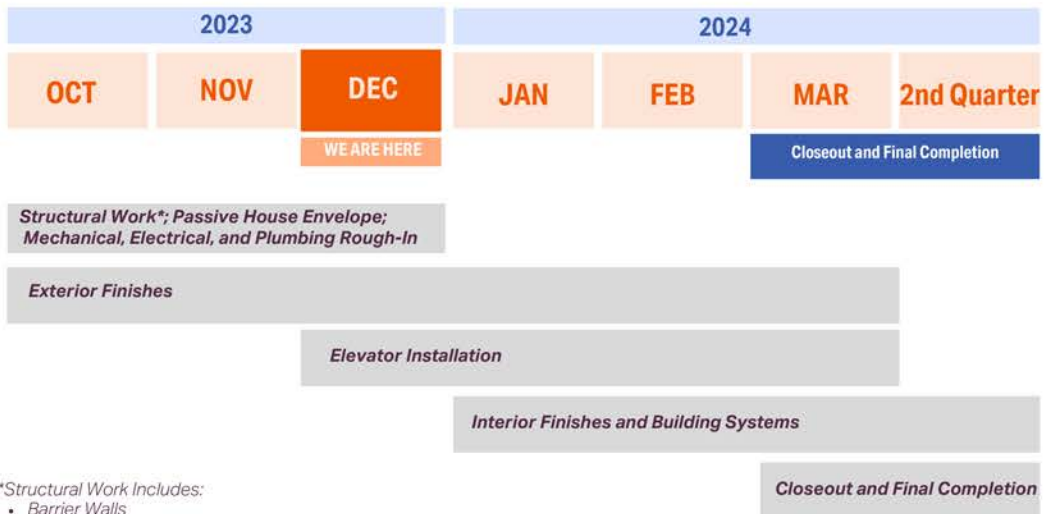 2023
2024
OCT
NOV
DEC
JAN
FEB
MAR
2nd Quarter
WE ARE HERE
Closeout and Final Completion
Structural Work*; Passive House Envelope;
Mechanical, Electrical, and Plumbing Rough-In
Exterior Finishes
Elevator Installation
Interior Finishes and Building Systems
Closeout and Final Completion
*Structural Work Includes:
• Barrier Walls